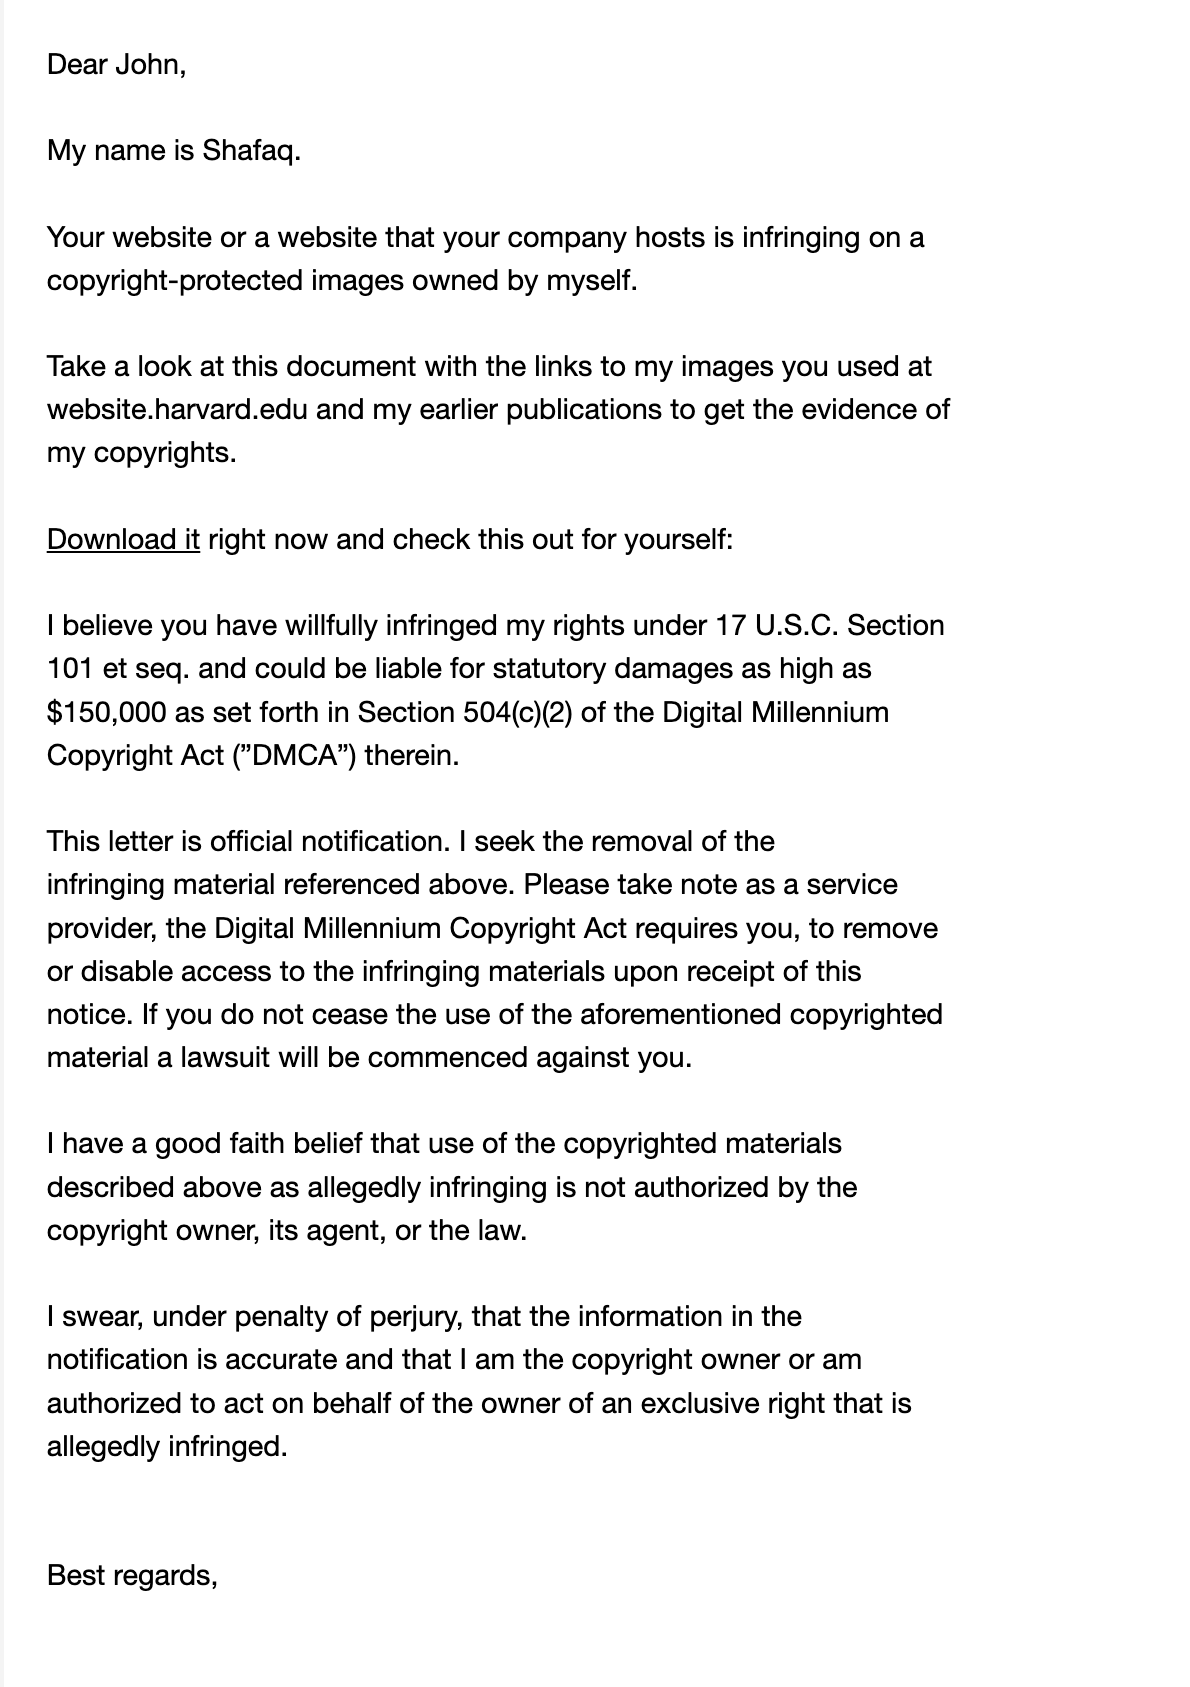 Dear John,
My name is Shafaq.
Your website or a website that your company hosts is infringing on a
copyright-protected images owned by myself.
Take a look at this document with the links to my images you used at
website.harvard.edu and my earlier publications to get the evidence of
my copyrights.
Download it right now and check this out for yourself:
I believe you have willfully infringed my rights under 17 U.S.C. Section
101 et seq. and could be liable for statutory damages as high as
$150,000 as set forth in Section 504(c)(2) of the Digital Millennium
Copyright Act (”DMCA”) therein.
This letter is official notification. I seek the removal of the
infringing material referenced above. Please take note as a service
provider, the Digital Millennium Copyright Act requires you, to remove
or disable access to the infringing materials upon receipt of this
notice. If you do not cease the use of the aforementioned copyrighted
material a lawsuit will be commenced against you.
I have a good faith belief that use of the copyrighted materials
described above as allegedly infringing is not authorized by the
copyright owner, its agent, or the law.
I swear, under penalty of perjury, that the information in the
notification is accurate and that I am the copyright owner or am
authorized to act on behalf of the owner of an exclusive right that is
allegedly infringed.
Best regards,